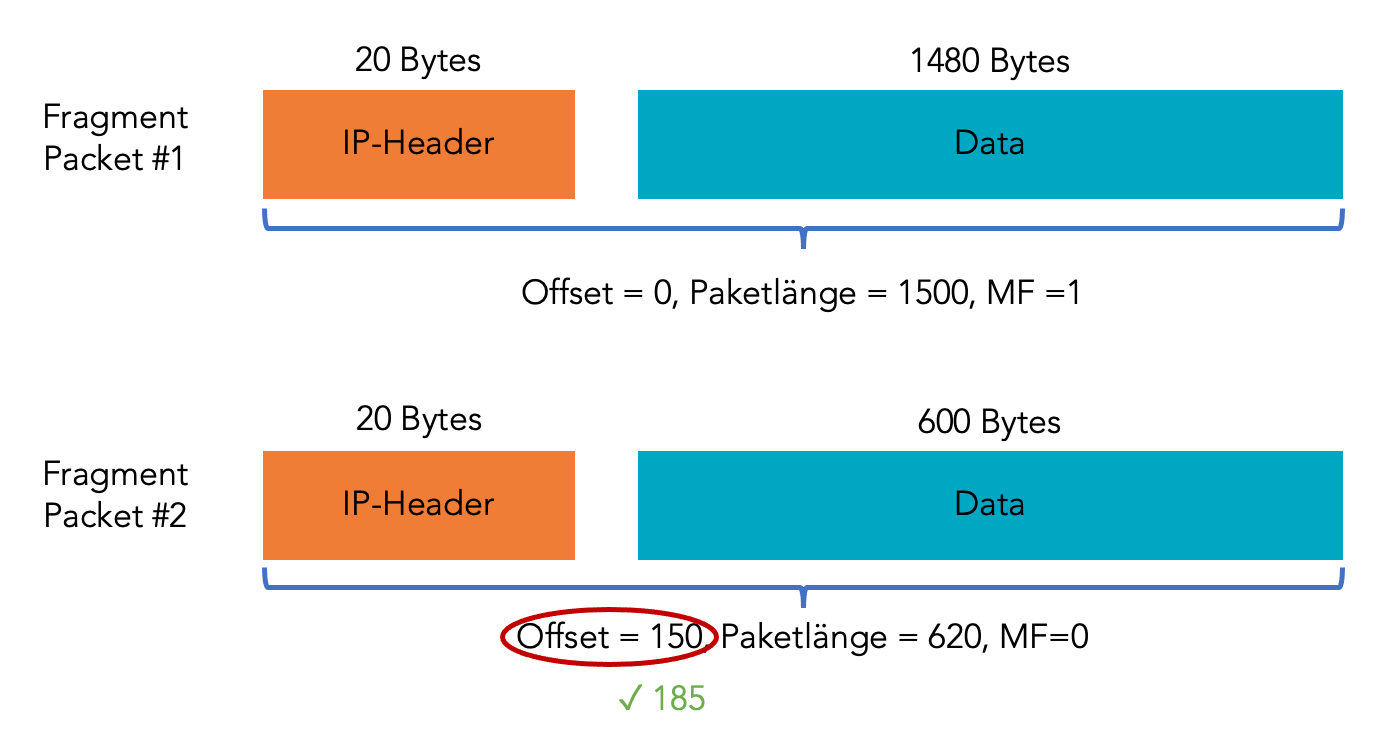 20 Bytes
1480 Bytes
Fragment
Packet #1
IP-Header
Data
Offset = 0, Paketlänge = 1500, MF =1
20 Bytes
600 Bytes
Fragment
Packet #2
IP-Header
Data
Offset = 150, Paketlänge = 620, MF=0
✓ 185